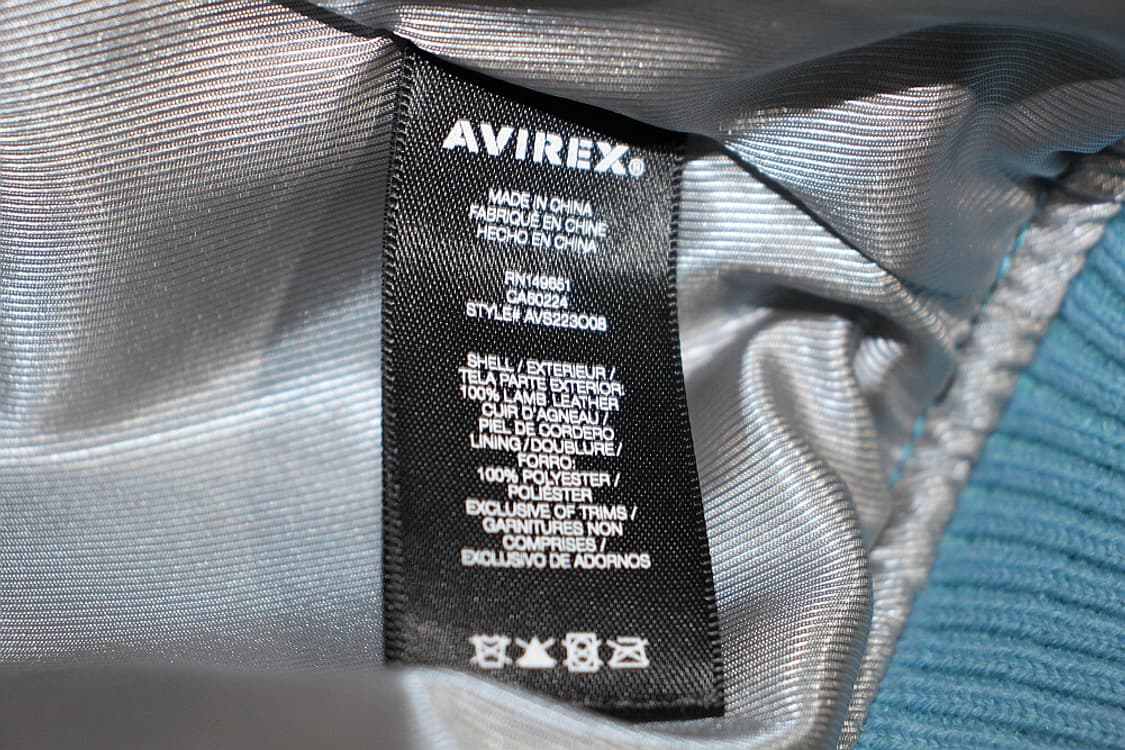 AVIREX®
MADE IN CHINA
FABRIQUÉ EN CHINE
HECHO EN CHINA
RN149661
CA60224
STYLE# AVS223O08
SHELL / EXTERIEUR /
TELA PARTE EXTERIOR:
100% LAMB LEATHER
CUIR D'AGNEAU /
PIEL DE CORDERO
LINING / DOUBLURE /
FORRO:
100% POLYESTER /
POLIÉSTER
EXCLUSIVE OF TRIMS /
GARNITURES NON
COMPRISES /
EXCLUSIVO DE ADORNOS